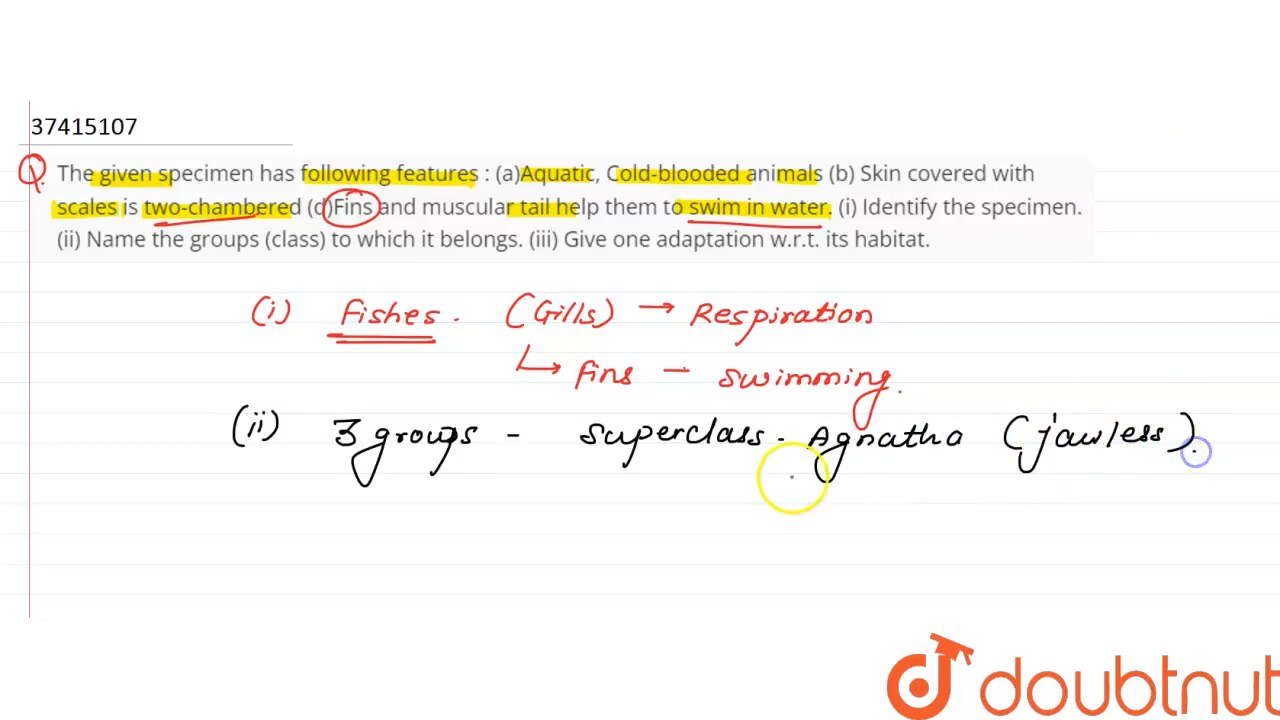 37415107
Q. The given specimen has following features : (a)Aquatic, Cold-blooded animals (b) Skin covered with
scales is two-chambered (d)Fins and muscular tail help them to swim in water. (i) Identify the specimen.
(ii) Name the groups (class) to which it belongs. (iii) Give one adaptation w.r.t. its habitat.
(i) Fishes. (Gills) → Respiration
↳ Fins — swimming.
(ii) 3 groups - superclass - Agnatha (jawless).
doubtnut